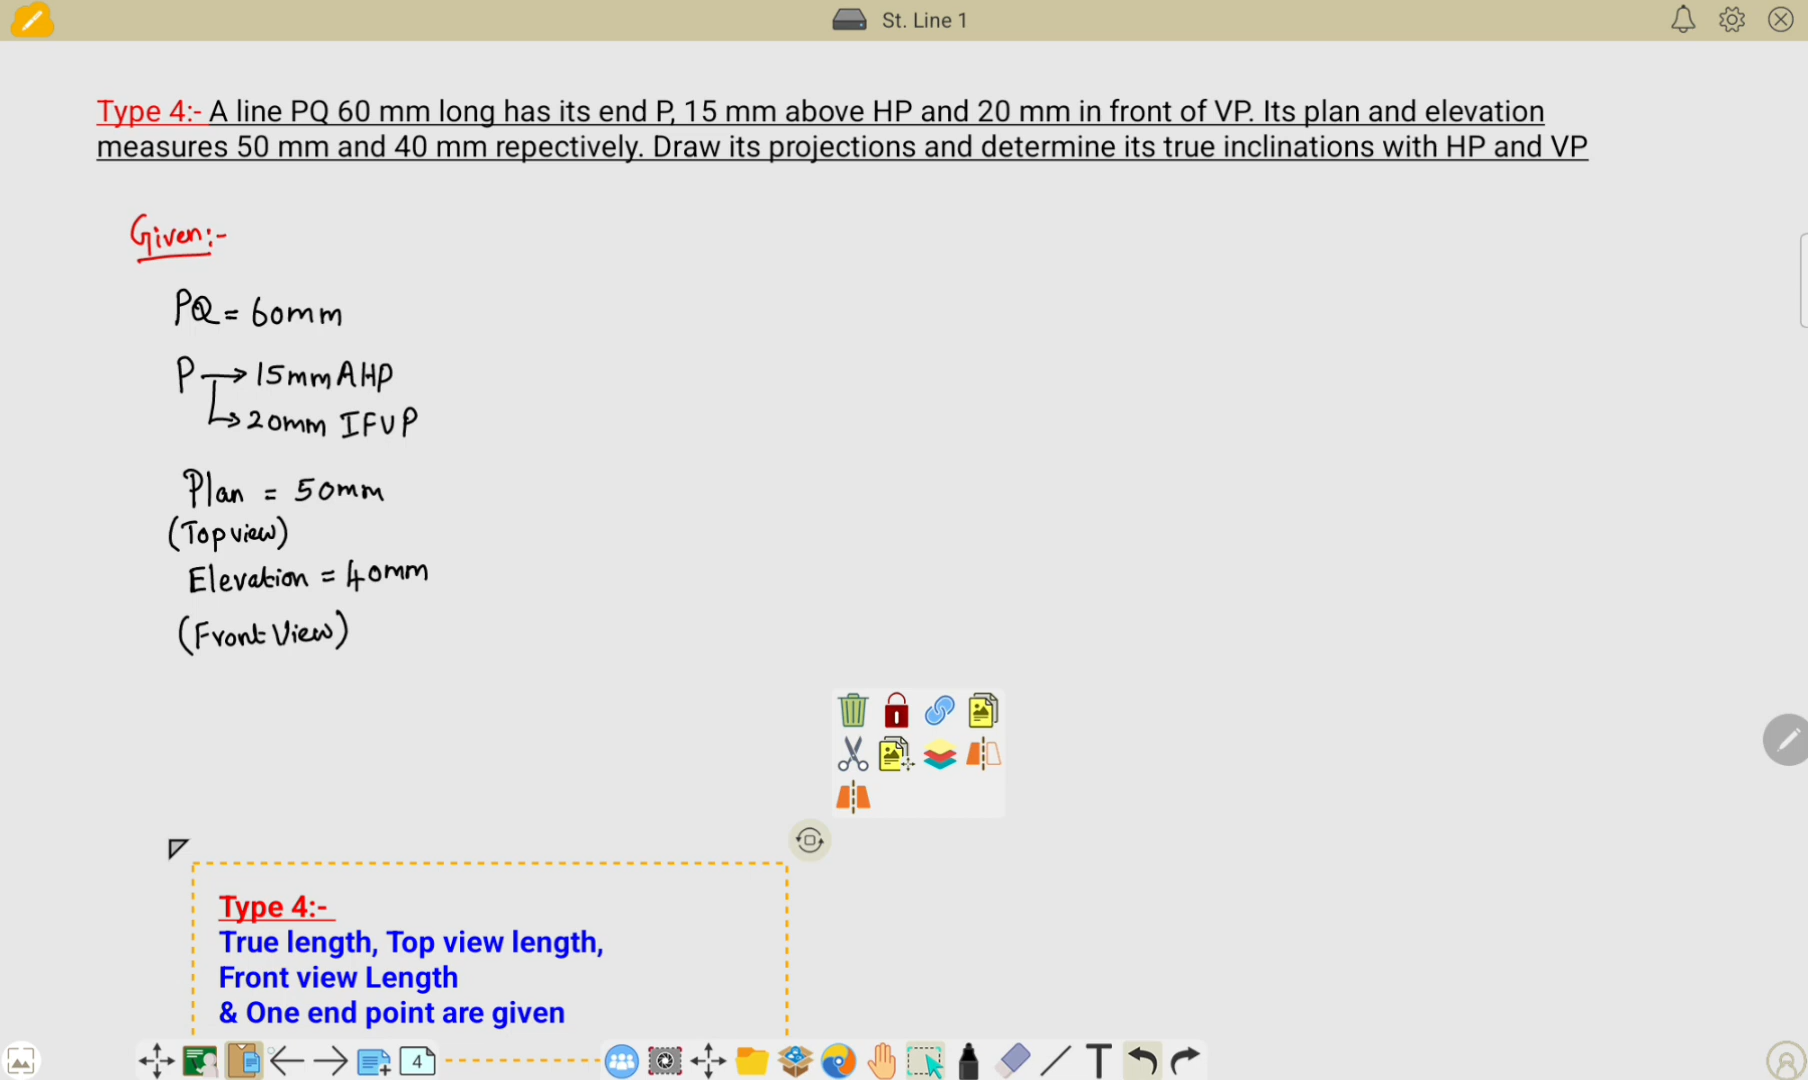 St. Line 1
Type 4:- A line PQ 60 mm long has its end P, 15 mm above HP and 20 mm in front of VP. Its plan and elevation
measures 50 mm and 40 mm repectively. Draw its projections and determine its true inclinations with HP and VP
Given:-
PQ = 60mm
P → 15mm AHP
↳ 20mm IFVP
Plan = 50mm
(Top view)
Elevation = 40mm
(Front View)
Type 4:-
True length, Top view length,
Front view Length
& One end point are given
4
T